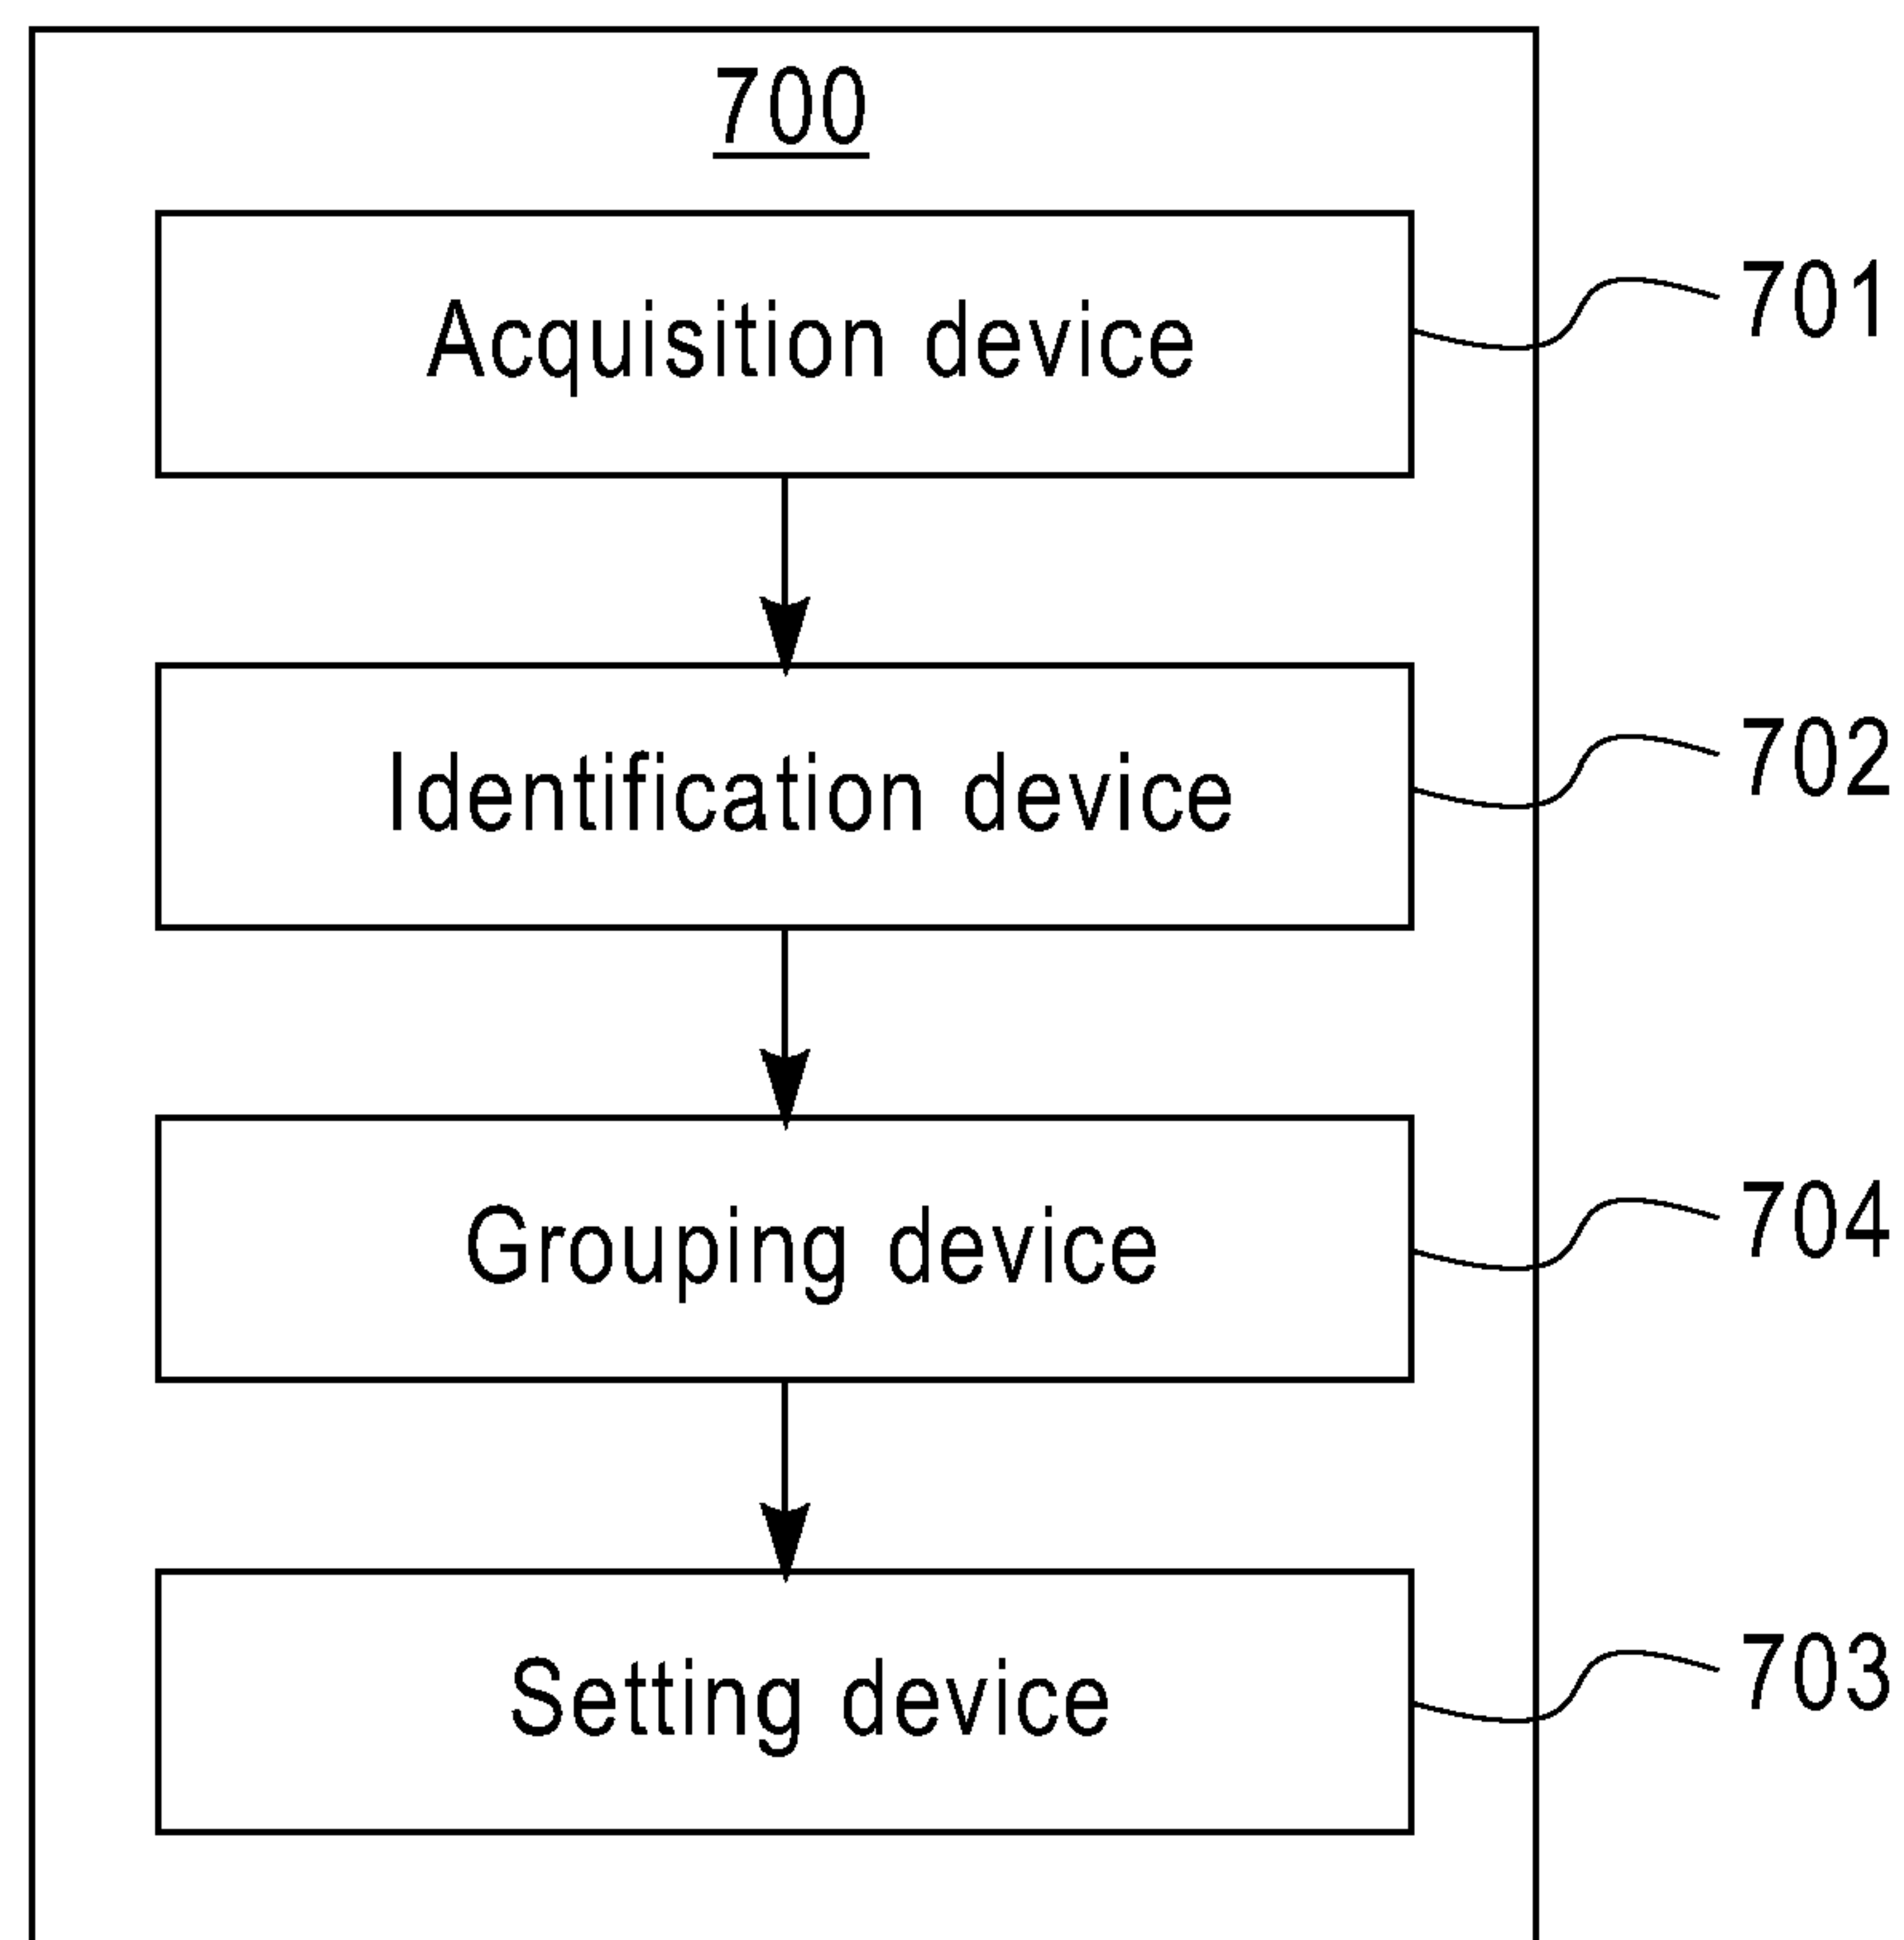 700
Acquisition device
701
Identification device
702
Grouping device
704
Setting device
703